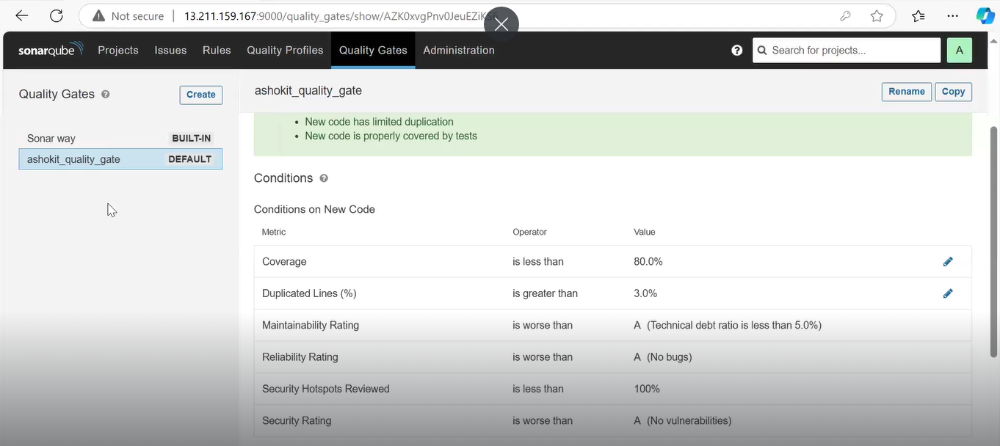 Not secure 13.211.159.167:9000/quality_gates/show/AZK0xvgPnv0JeuEZiKS
sonarqube Projects Issues Rules Quality Profiles Quality Gates Administration ? Search for projects... A
Quality Gates ? Create
Sonar way BUILT-IN
ashokit_quality_gate DEFAULT
ashokit_quality_gate Rename Copy
• New code has limited duplication
• New code is properly covered by tests
Conditions ?
Conditions on New Code
Metric Operator Value
Coverage is less than 80.0%
Duplicated Lines (%) is greater than 3.0%
Maintainability Rating is worse than A (Technical debt ratio is less than 5.0%)
Reliability Rating is worse than A (No bugs)
Security Hotspots Reviewed is less than 100%
Security Rating is worse than A (No vulnerabilities)